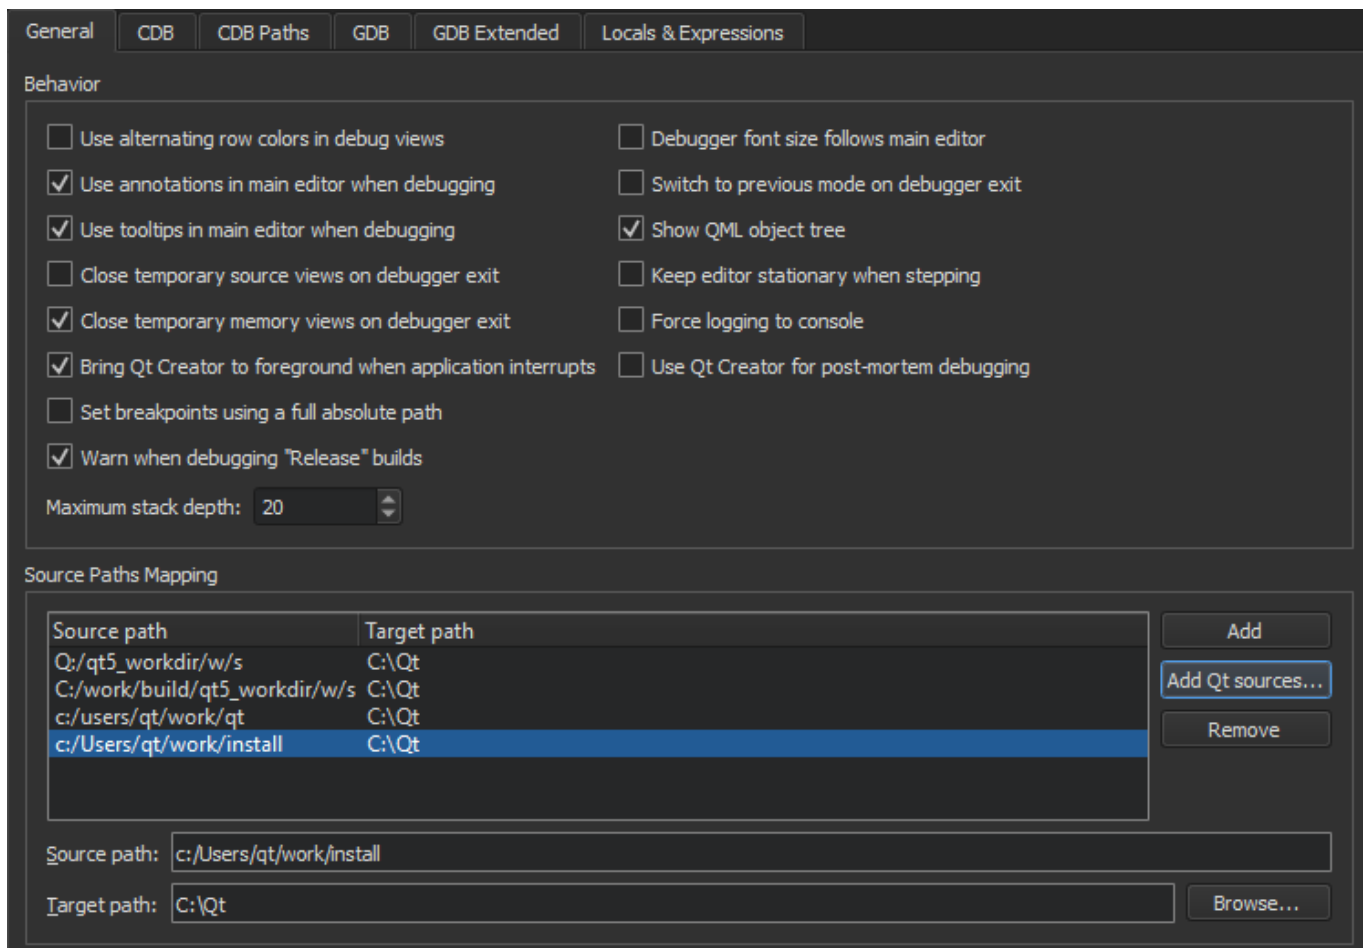 General CDB CDB Paths GDB GDB Extended Locals & Expressions
Behavior
Use alternating row colors in debug views
Debugger font size follows main editor
Use annotations in main editor when debugging
Switch to previous mode on debugger exit
Use tooltips in main editor when debugging
Show QML object tree
Close temporary source views on debugger exit
Keep editor stationary when stepping
Close temporary memory views on debugger exit
Force logging to console
Bring Qt Creator to foreground when application interrupts
Use Qt Creator for post-mortem debugging
Set breakpoints using a full absolute path
Warn when debugging "Release" builds
Maximum stack depth: 20
Source Paths Mapping
Source path Target path
Q:/qt5_workdir/w/s C:\Qt
C:/work/build/qt5_workdir/w/s C:\Qt
c:/users/qt/work/qt C:\Qt
c:/Users/qt/work/install C:\Qt
Add
Add Qt sources...
Remove
Source path: c:/Users/qt/work/install
Target path: C:\Qt
Browse...